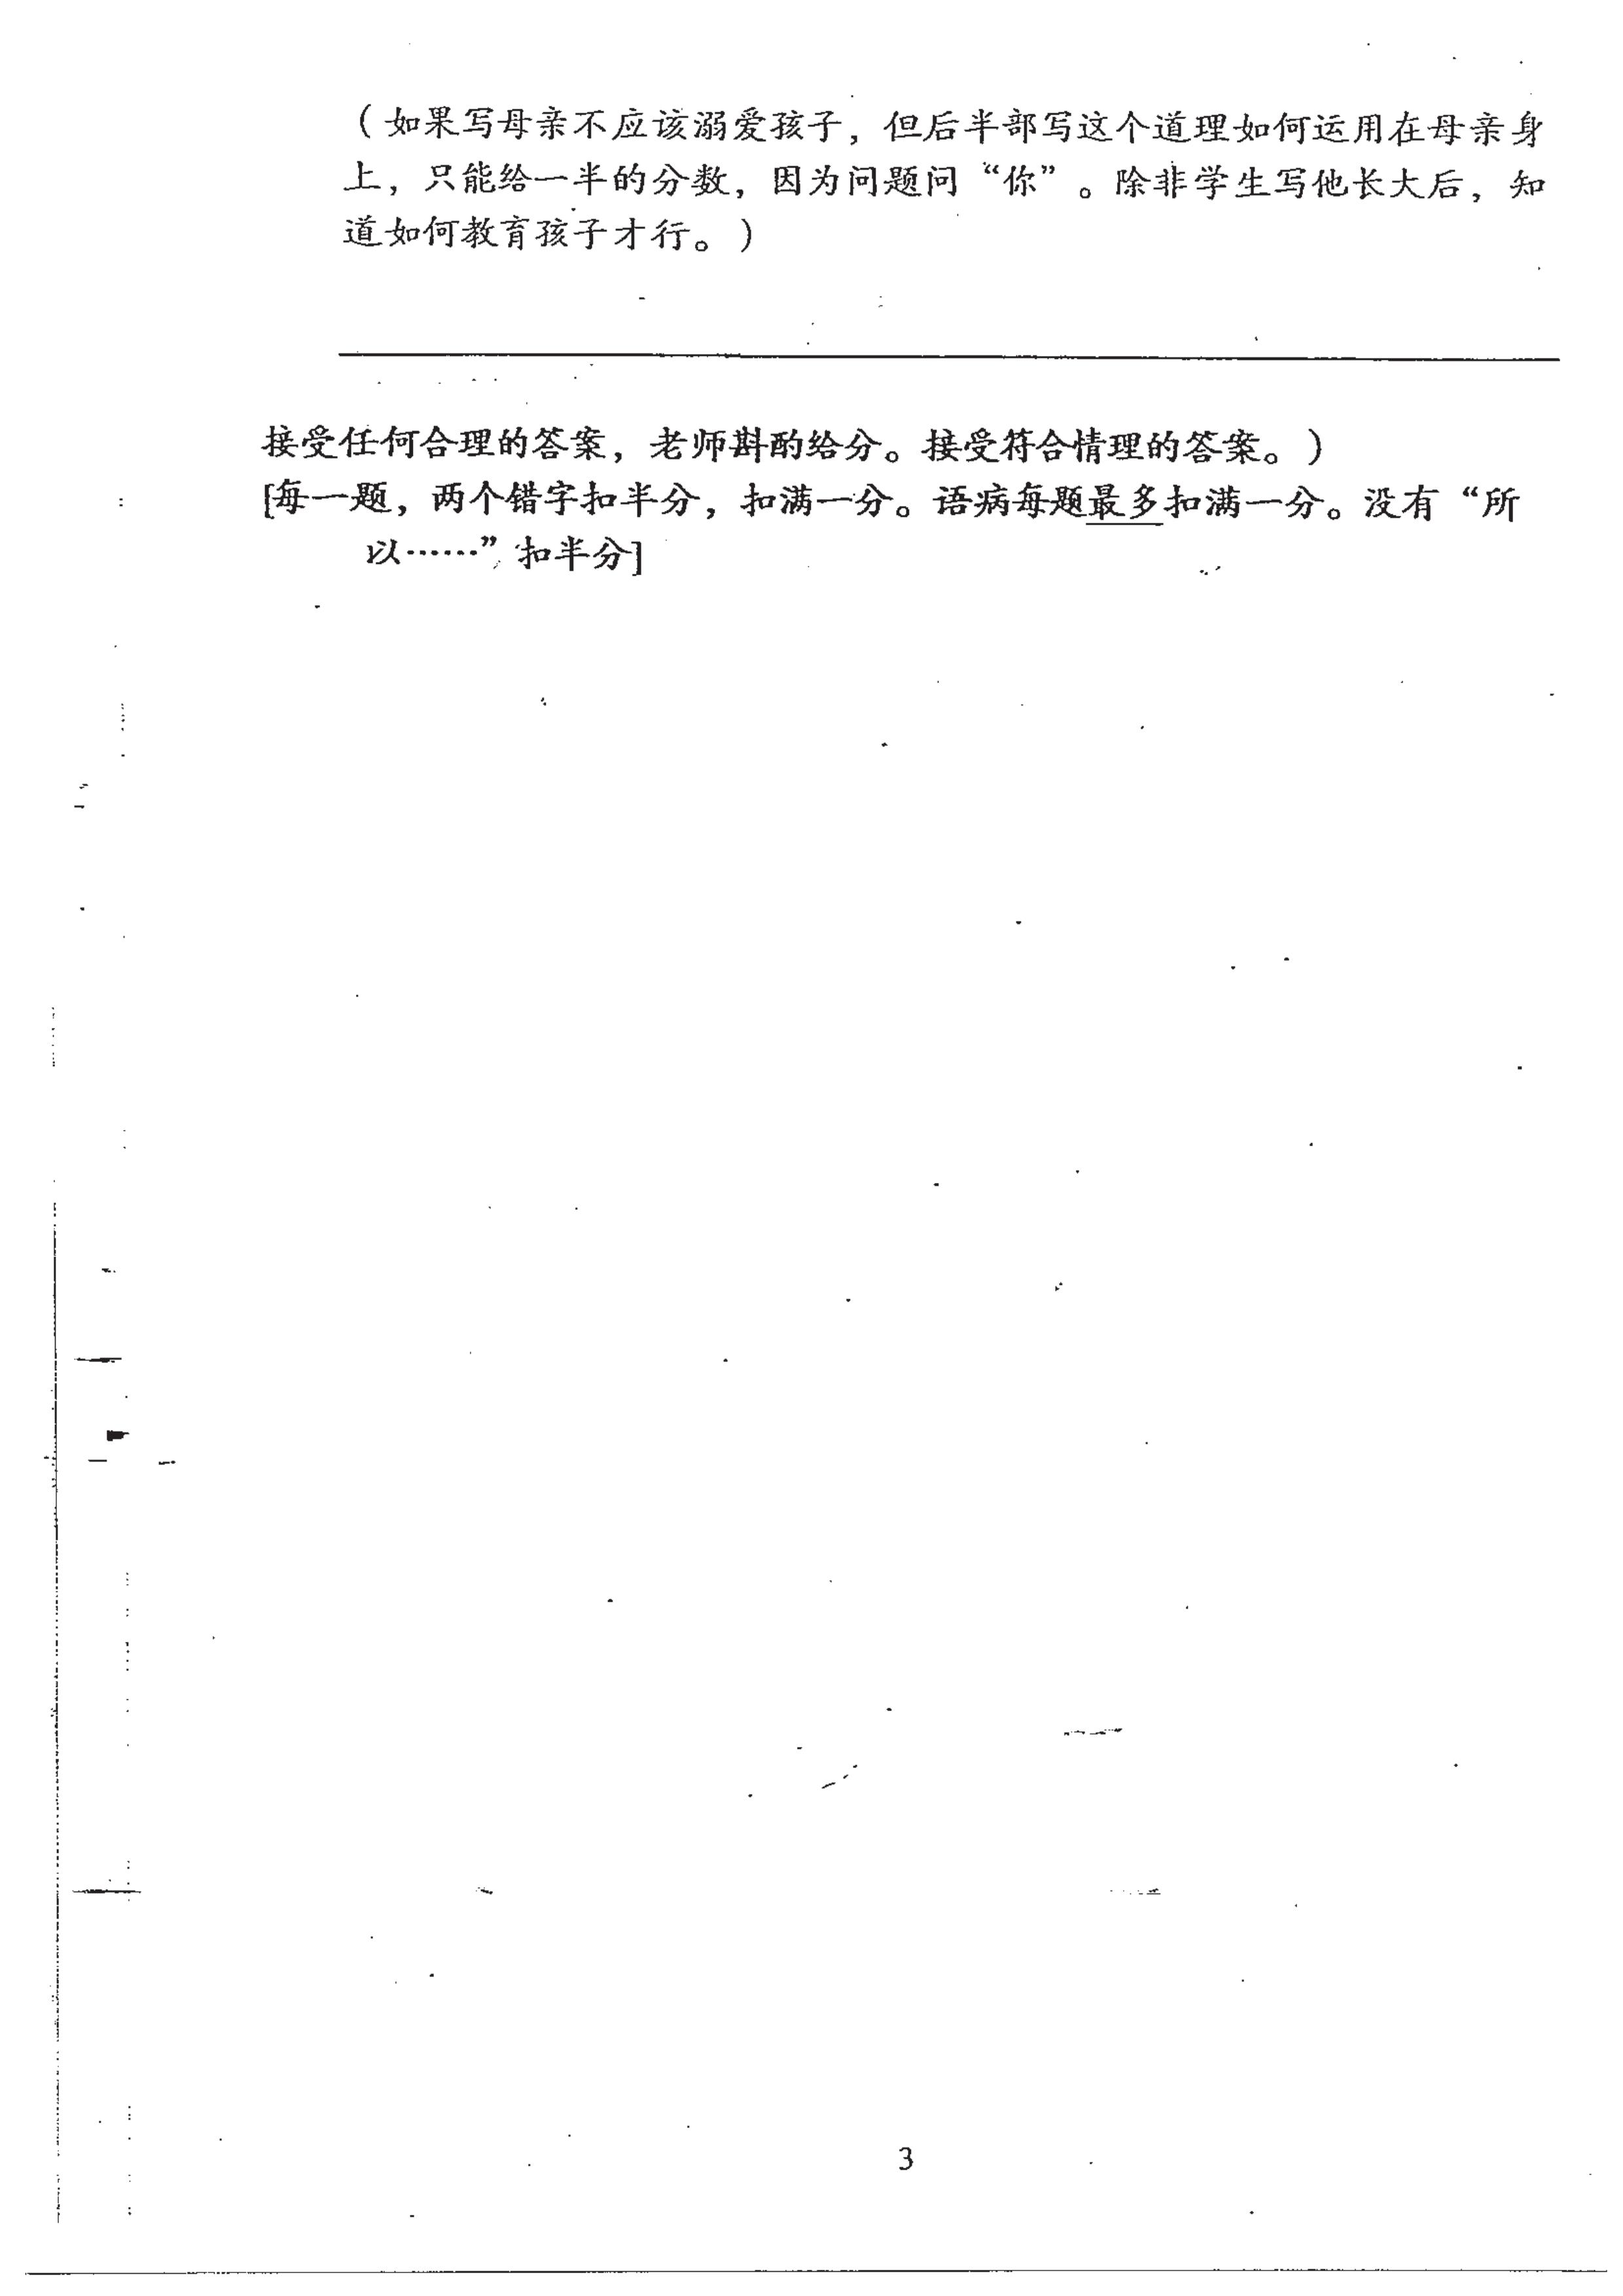 （如果写母亲不应该溺爱孩子，但后半部写这个道理如何运用在母亲身
上，只能给一半的分数，因为问题问“你”。除非学生写他长大后，知
道如何教育孩子才行。）
接受任何合理的答案，老师斟酌给分。接受符合情理的答案。）
[每一题，两个错字扣半分，扣满一分。语病每题最多扣满一分。没有“所
以……”扣半分]
3